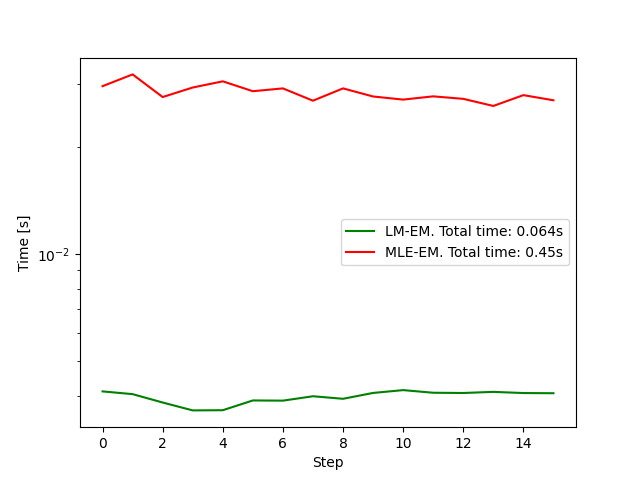 Time [s]
10⁻²
LM-EM. Total time: 0.064s
MLE-EM. Total time: 0.45s
0 2 4 6 8 10 12 14
Step